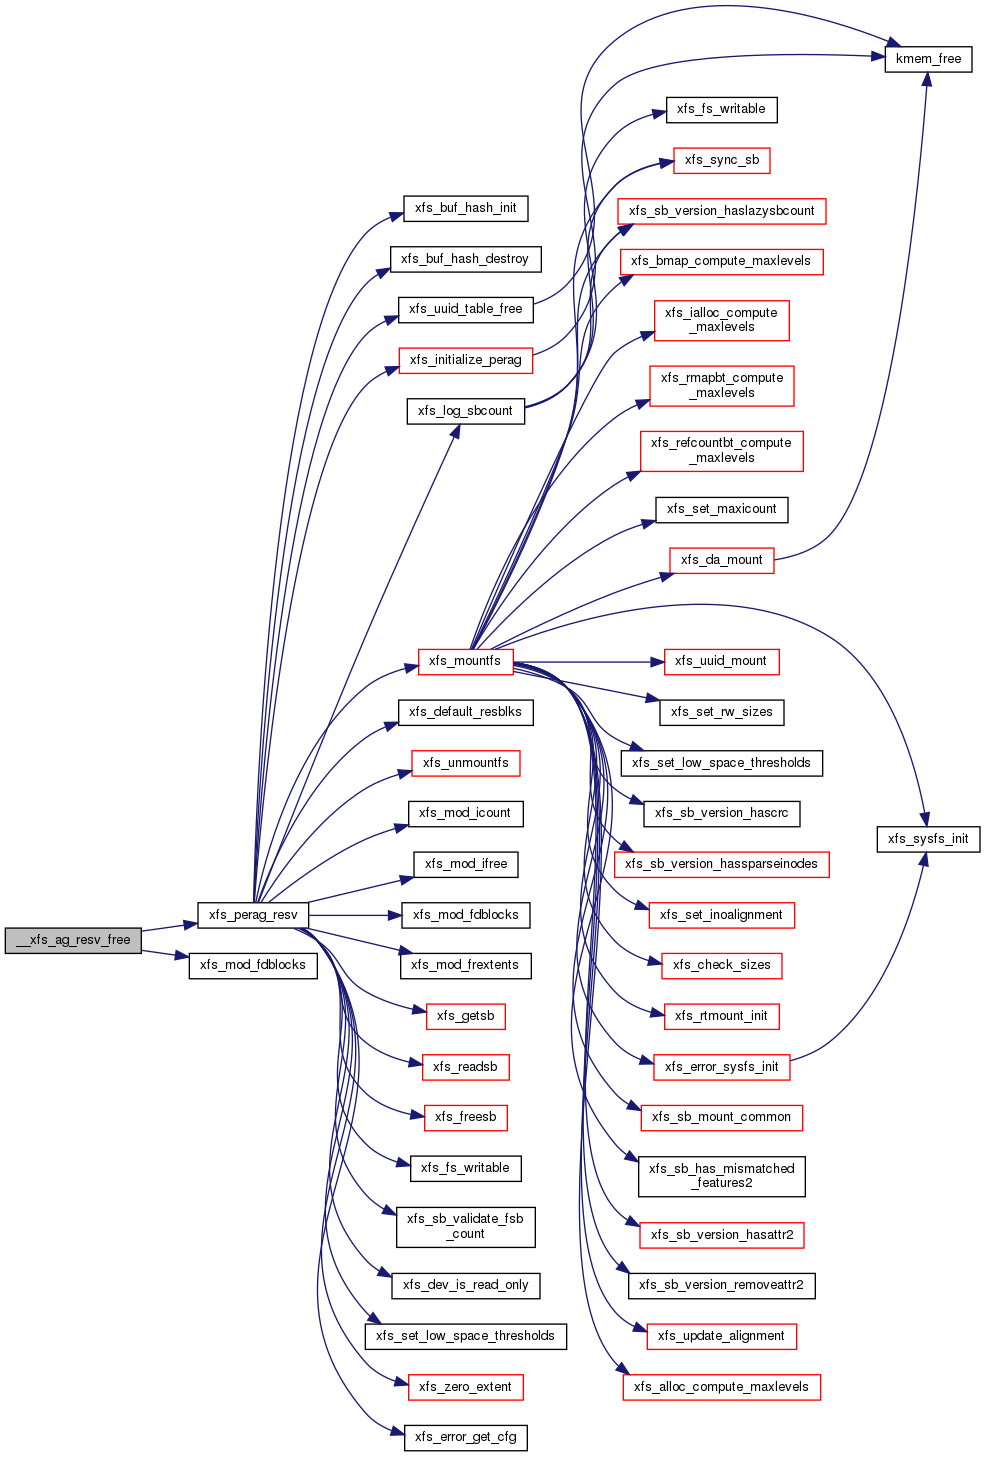 __xfs_ag_resv_free
xfs_perag_resv
xfs_mod_fdblocks
xfs_buf_hash_init
xfs_buf_hash_destroy
xfs_uuid_table_free
xfs_initialize_perag
xfs_log_sbcount
xfs_mountfs
xfs_default_resblks
xfs_unmountfs
xfs_mod_icount
xfs_mod_ifree
xfs_mod_fdblocks
xfs_mod_frextents
xfs_getsb
xfs_readsb
xfs_freesb
xfs_fs_writable
xfs_sb_validate_fsb
_count
xfs_dev_is_read_only
xfs_set_low_space_thresholds
xfs_zero_extent
xfs_error_get_cfg
xfs_fs_writable
xfs_sync_sb
xfs_sb_version_haslazysbcount
xfs_bmap_compute_maxlevels
xfs_ialloc_compute
_maxlevels
xfs_rmapbt_compute
_maxlevels
xfs_refcountbt_compute
_maxlevels
xfs_set_maxicount
xfs_da_mount
xfs_uuid_mount
xfs_set_rw_sizes
xfs_set_low_space_thresholds
xfs_sb_version_hascrc
xfs_sb_version_hassparseinodes
xfs_set_inoalignment
xfs_check_sizes
xfs_rtmount_init
xfs_error_sysfs_init
xfs_sb_mount_common
xfs_sb_has_mismatched
_features2
xfs_sb_version_hasattr2
xfs_sb_version_removeattr2
xfs_update_alignment
xfs_alloc_compute_maxlevels
kmem_free
xfs_sysfs_init